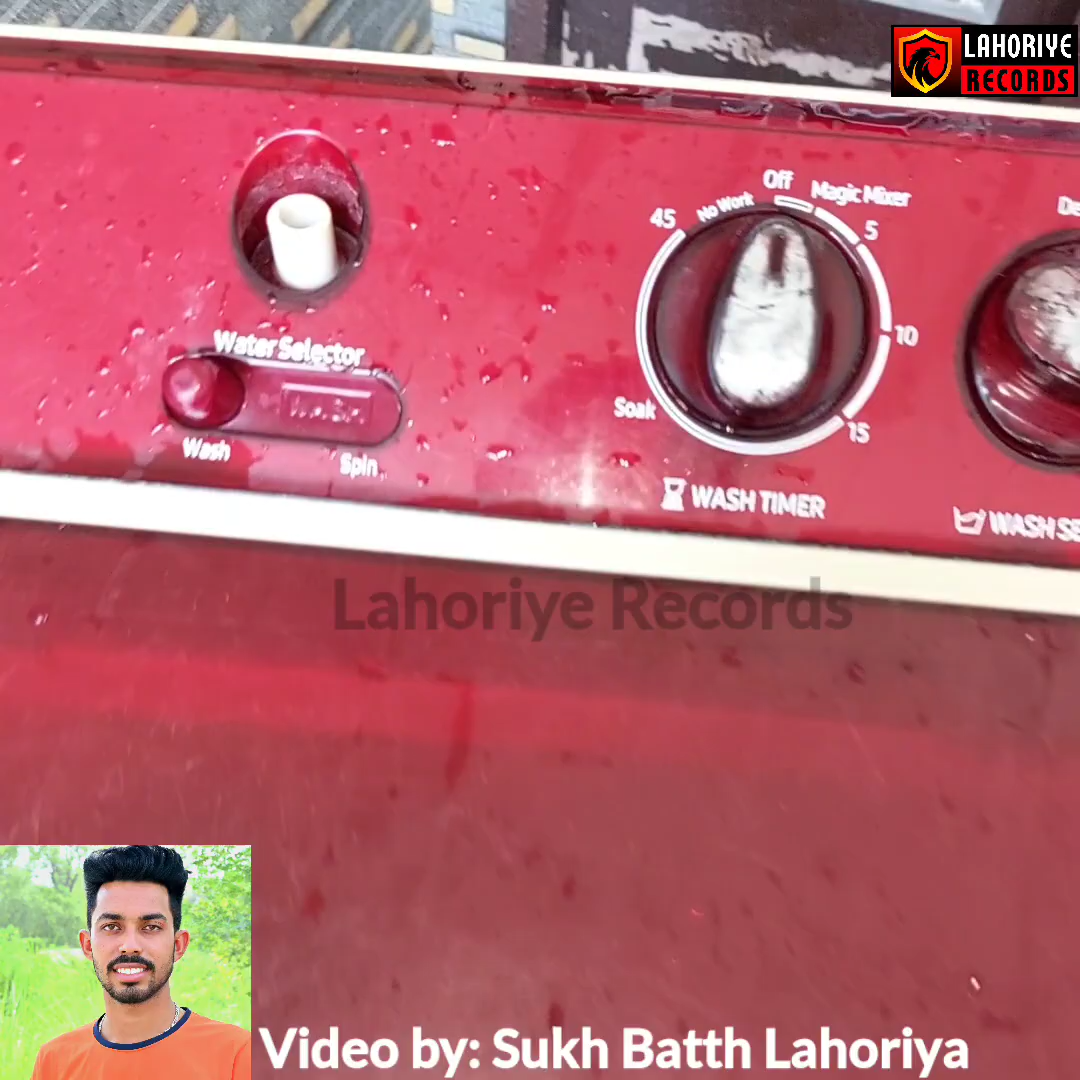 LAHORIYE
RECORDS
Off
Magic Mixer
No Work
45
5
10
15
Soak
Water Selector
Wash
Spin
WASH TIMER
WASH
Lahoriye Records
Video by: Sukh Batth Lahoriya